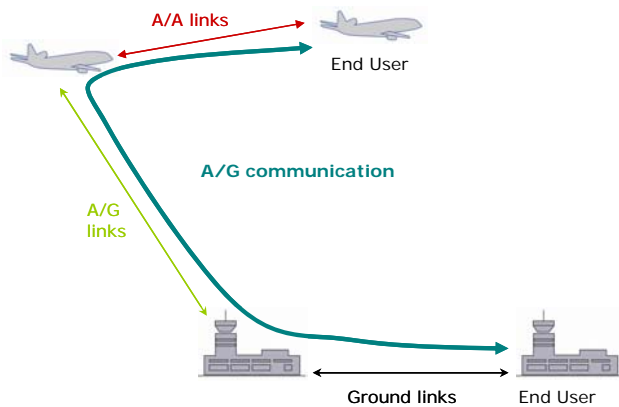 A/A links
End User
A/G communication
A/G
links
Ground links
End User